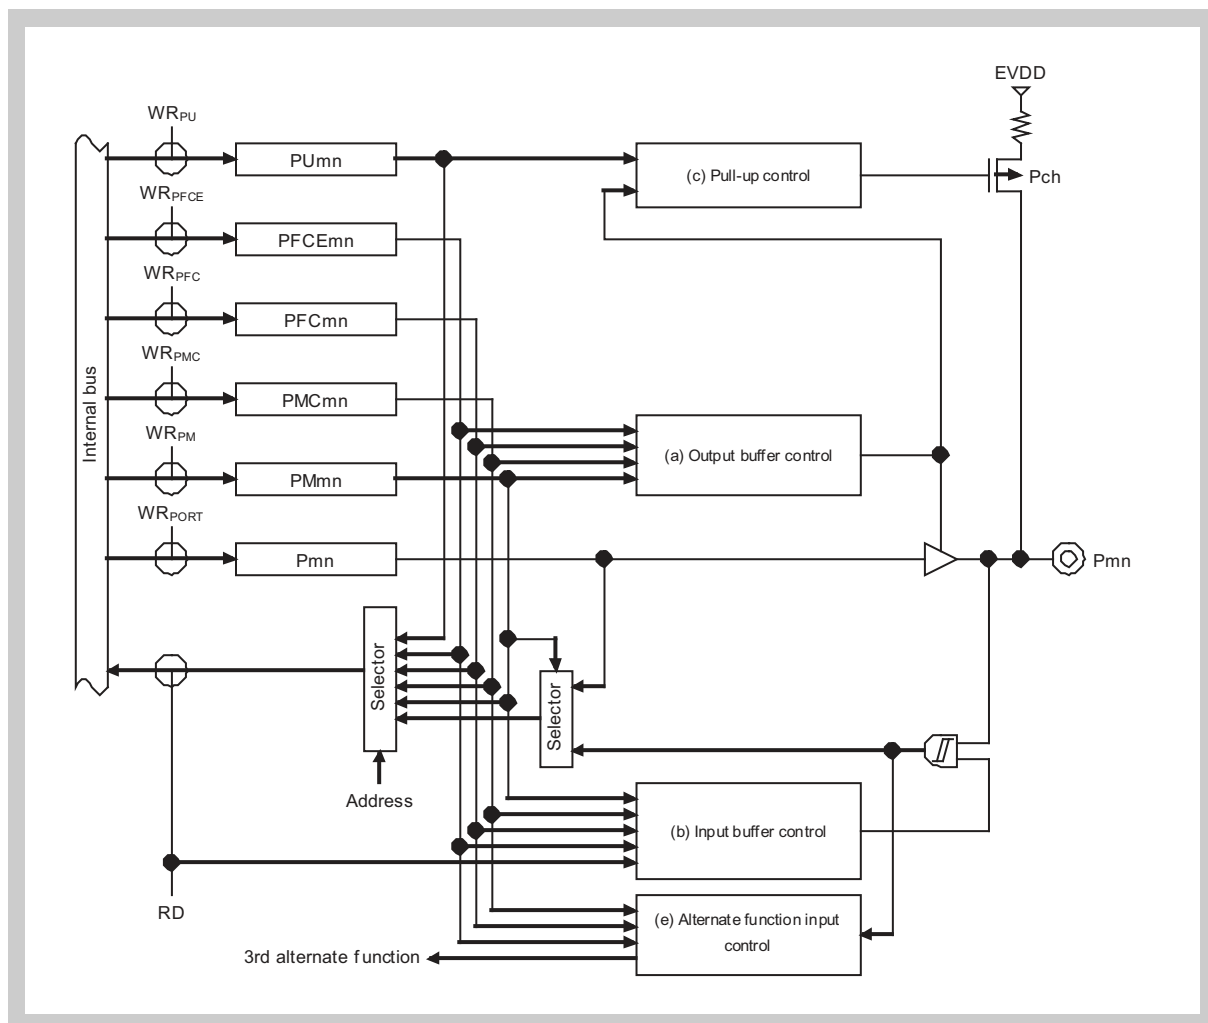 EVDD
WRPU
PUmn
(c) Pull-up control
Pch
WRPFCE
PFCEmn
WRPFC
PFCmn
WRPMC
PMCmn
Internal bus
WRPM
PMmn
(a) Output buffer control
WRPORT
Pmn
Pmn
Selector
Selector
Address
(b) Input buffer control
RD
(e) Alternate function input
control
3rd alternate function